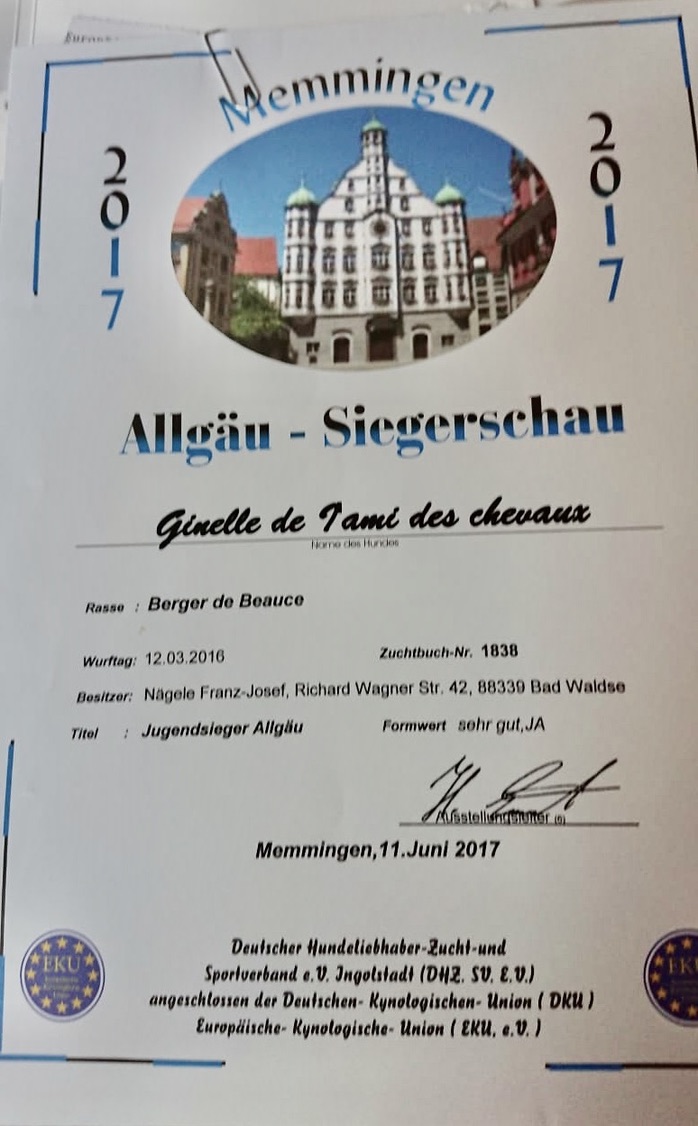 Memmingen
2017
2017
Allgäu - Siegerschau
Ginelle de l'ami des chevaux
Name des Hundes
Rasse : Berger de Beauce
Wurftag: 12.03.2016 Zuchtbuch-Nr. 1838
Besitzer: Nägele Franz-Josef, Richard Wagner Str. 42, 88339 Bad Waldse
Titel : Jugendsieger Allgäu Formwert sehr gut,JA
Ausstellungsleiter
Memmingen,11.Juni 2017
Deutscher Hundeliebhaber-Zucht-und
Sportverband e.V. Ingolstadt (DHZ. SV. E.V.)
angeschlossen der Deutschen- Kynologischen- Union ( DKU )
Europäische- Kynologische- Union ( EKU, e.V. )
EKU
EK